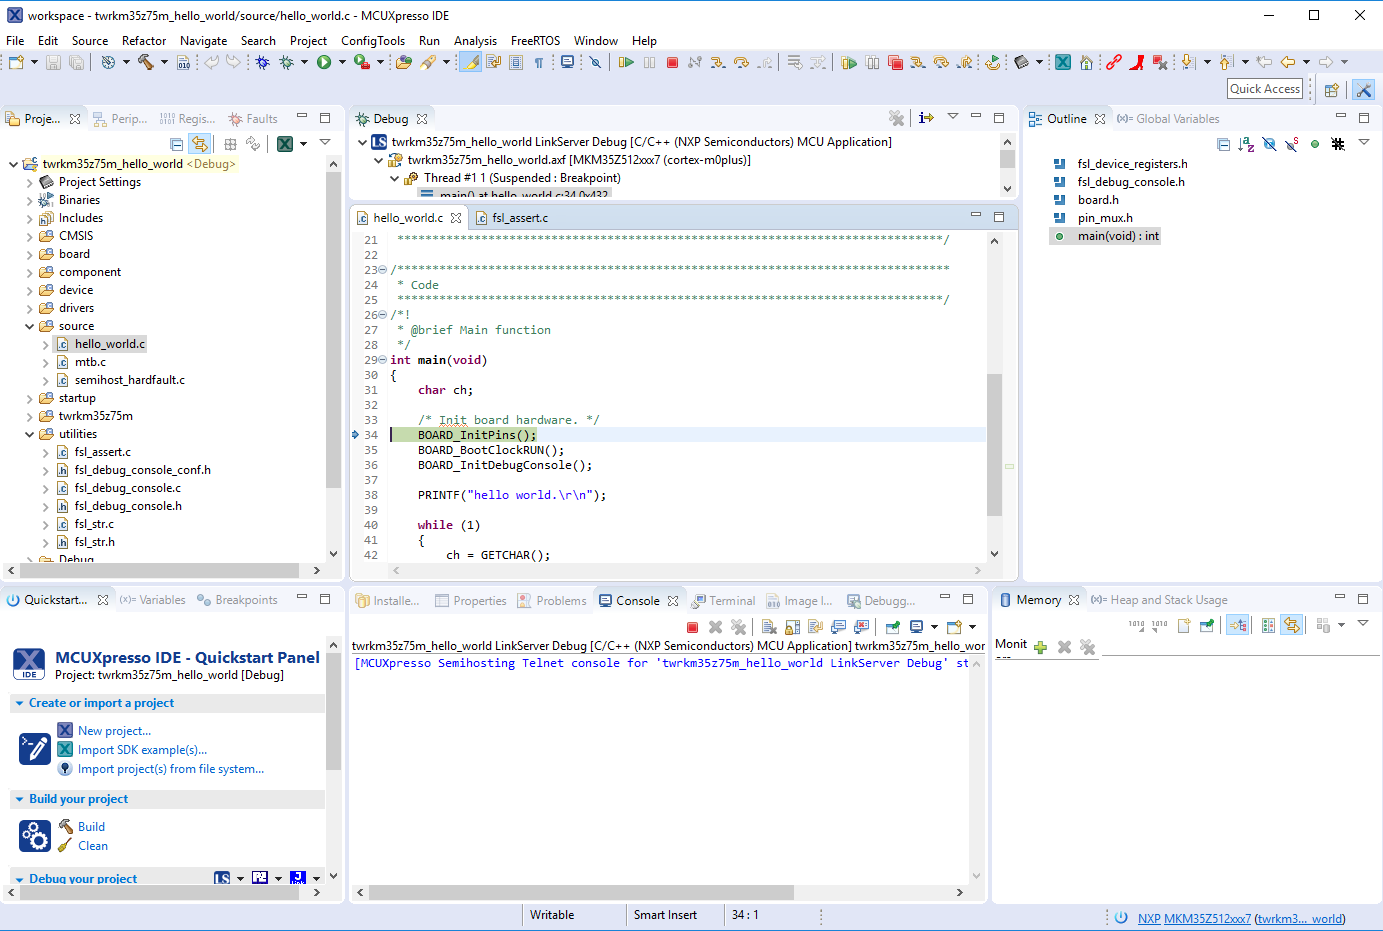 workspace - twrkm35z75m_hello_world/source/hello_world.c - MCUXpresso IDE
File Edit Source Refactor Navigate Search Project ConfigTools Run Analysis FreeRTOS Window Help
Quick Access
Proje... Perip... Regis... Faults
twrkm35z75m_hello_world <Debug>
Project Settings
Binaries
Includes
CMSIS
board
component
device
drivers
source
hello_world.c
mtb.c
semihost_hardfault.c
startup
twrkm35z75m
utilities
fsl_assert.c
fsl_debug_console_conf.h
fsl_debug_console.c
fsl_debug_console.h
fsl_str.c
fsl_str.h
Debug
Debug
twrkm35z75m_hello_world LinkServer Debug [C/C++ (NXP Semiconductors) MCU Application]
twrkm35z75m_hello_world.axf [MKM35Z512xxx7 (cortex-m0plus)]
Thread #1 1 (Suspended : Breakpoint)
main() at hello_world.c:34 0x432
hello_world.c fsl_assert.c
21 ******************************************************************************/
22
23 /*******************************************************************************
24 * Code
25 ******************************************************************************/
26 /*!
27 * @brief Main function
28 */
29 int main(void)
30 {
31 char ch;
32
33 /* Init board hardware. */
34 BOARD_InitPins();
35 BOARD_BootClockRUN();
36 BOARD_InitDebugConsole();
37
38 PRINTF("hello world.\r\n");
39
40 while (1)
41 {
42 ch = GETCHAR();
Outline (x)= Global Variables
fsl_device_registers.h
fsl_debug_console.h
board.h
pin_mux.h
main(void) : int
Quickstart... (x)= Variables Breakpoints
MCUXpresso IDE - Quickstart Panel
IDE
Project: twrkm35z75m_hello_world [Debug]
Create or import a project
New project...
Import SDK example(s)...
Import project(s) from file system...
Build your project
Build
Clean
Debug your project
LS
Installe... Properties Problems Console Terminal Image I... Debugg...
twrkm35z75m_hello_world LinkServer Debug [C/C++ (NXP Semiconductors) MCU Application] twrkm35z75m_hello_wor
[MCUXpresso Semihosting Telnet console for 'twrkm35z75m_hello_world LinkServer Debug' st
Memory (x)= Heap and Stack Usage
Monit
Writable Smart Insert 34 : 1
NXP MKM35Z512xxx7 (twrkm3..._world)